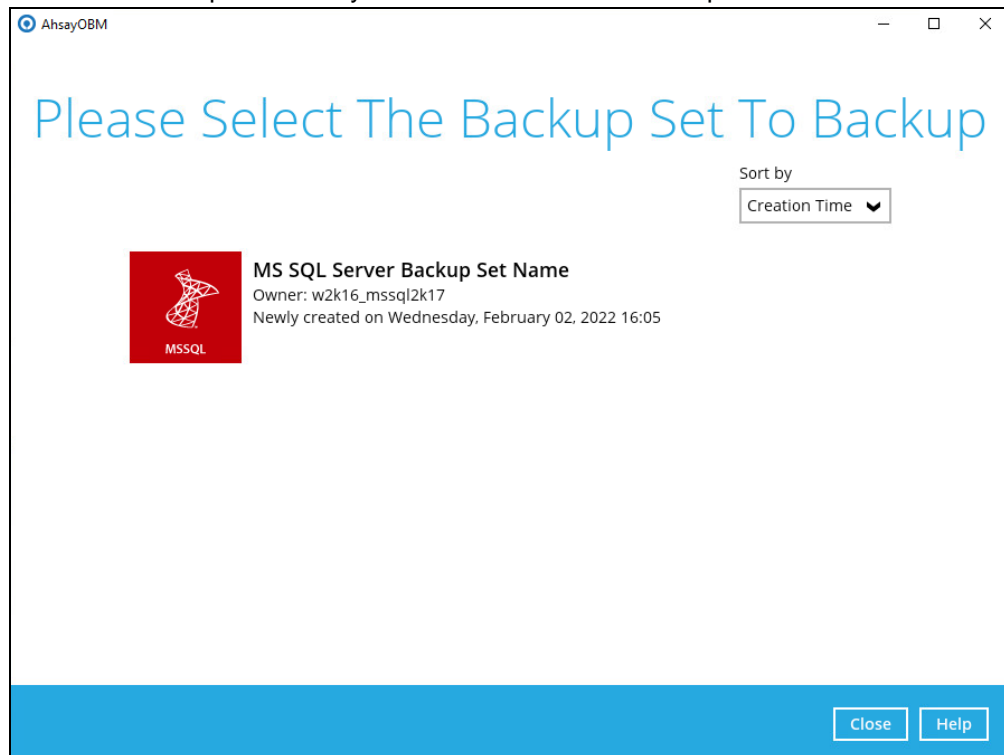 AhsayOBM
Please Select The Backup Set To Backup
Sort by
Creation Time
MS SQL Server Backup Set Name
Owner: w2k16_mssql2k17
Newly created on Wednesday, February 02, 2022 16:05
MSSQL
Close Help